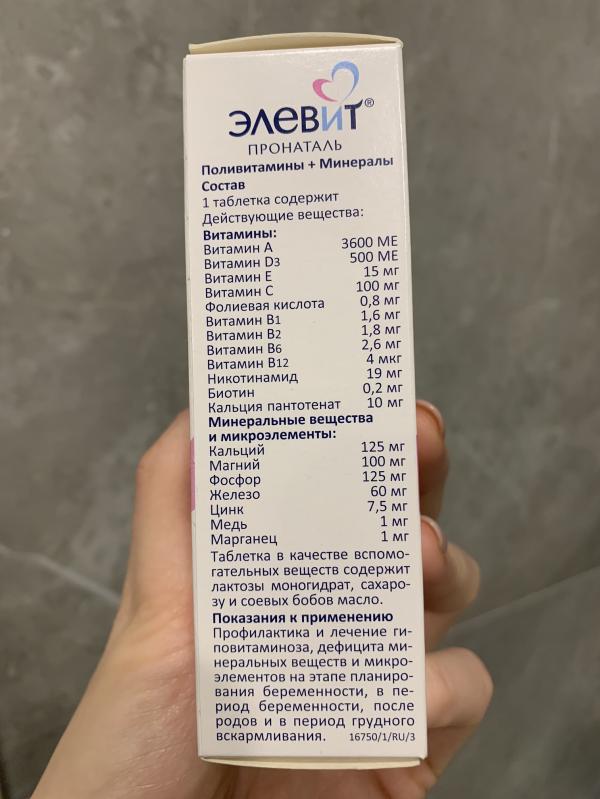 ЭЛЕВИТ®
ПРОНАТАЛЬ
Поливитамины + Минералы
Состав
1 таблетка содержит
Действующие вещества:
Витамины:
Витамин А 3600 МЕ
Витамин D3 500 МЕ
Витамин Е 15 мг
Витамин С 100 мг
Фолиевая кислота 0,8 мг
Витамин В1 1,6 мг
Витамин В2 1,8 мг
Витамин В6 2,6 мг
Витамин В12 4 мкг
Никотинамид 19 мг
Биотин 0,2 мг
Кальция пантотенат 10 мг
Минеральные вещества
и микроэлементы:
Кальций 125 мг
Магний 100 мг
Фосфор 125 мг
Железо 60 мг
Цинк 7,5 мг
Медь 1 мг
Марганец 1 мг
Таблетка в качестве вспомо-
гательных веществ содержит
лактозы моногидрат, сахаро-
зу и соевых бобов масло.
Показания к применению
Профилактика и лечение ги-
повитаминоза, дефицита ми-
неральных веществ и микро-
элементов на этапе планиро-
вания беременности, в пе-
риод беременности, после
родов и в период грудного
вскармливания. 16750/1/RU/3